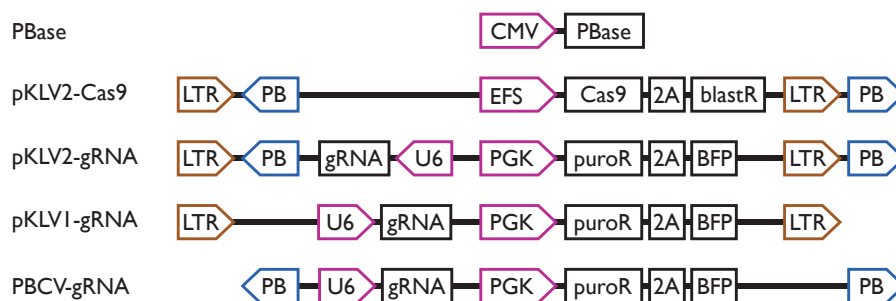 PBase CMV PBase
pKLV2-Cas9 LTR PB EFS Cas9 2A blastR LTR PB
pKLV2-gRNA LTR PB gRNA U6 PGK puroR 2A BFP LTR PB
pKLV1-gRNA LTR U6 gRNA PGK puroR 2A BFP LTR
PBCV-gRNA PB U6 gRNA PGK puroR 2A BFP PB